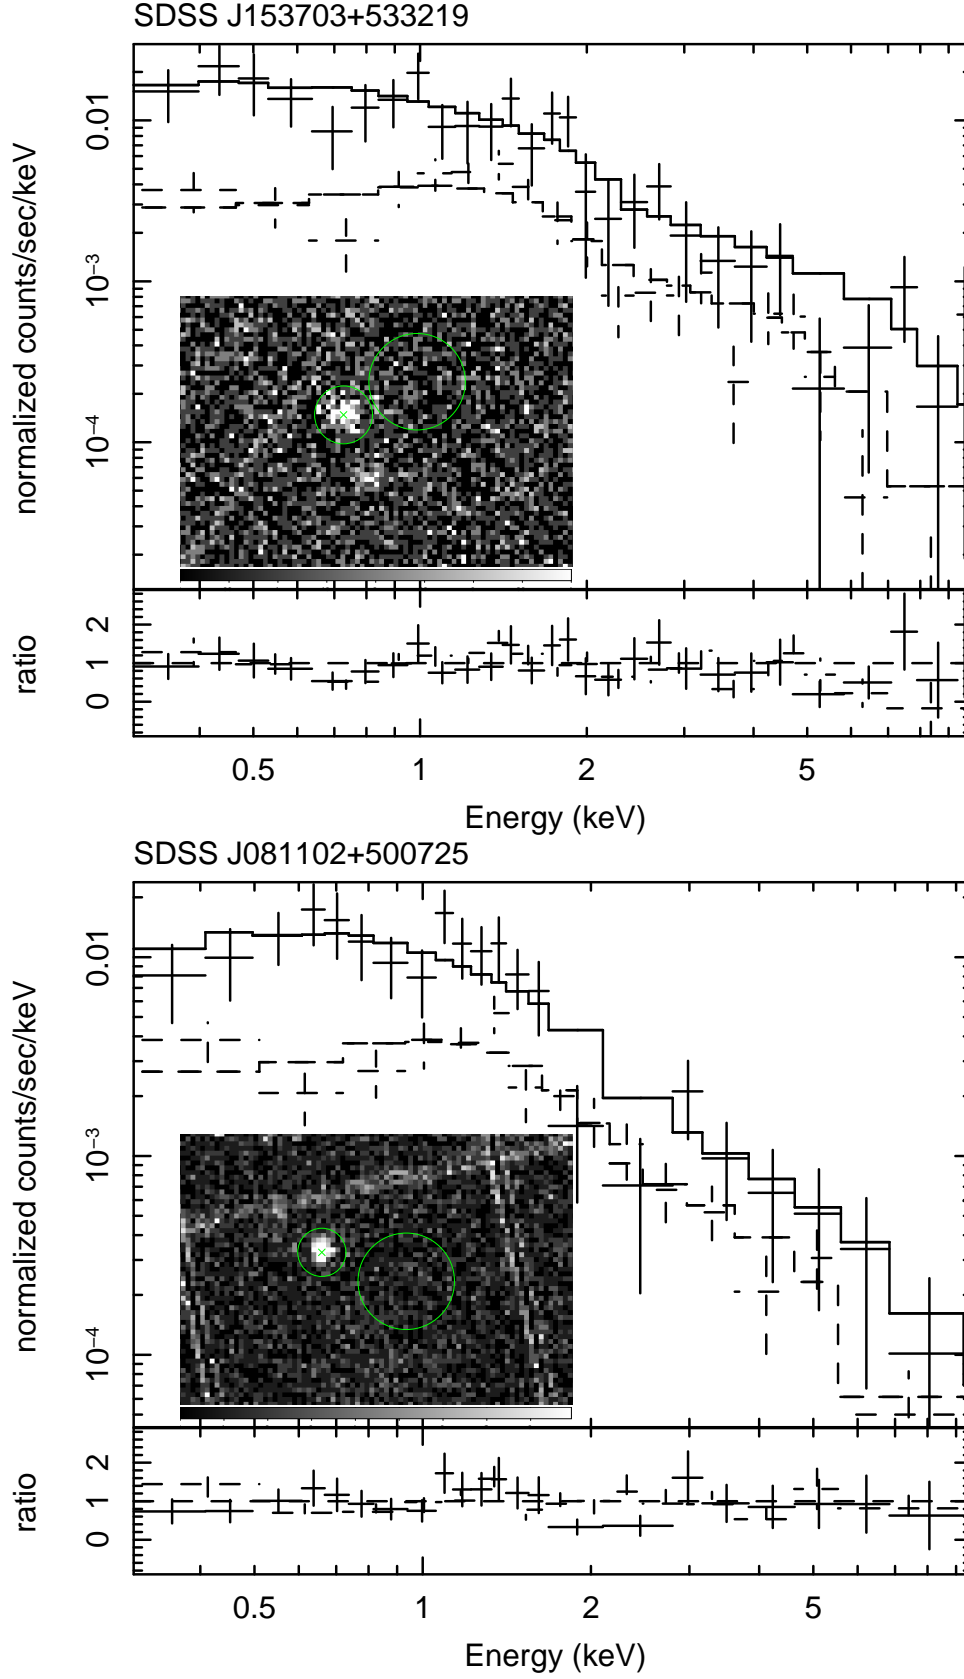 SDSS J153703+533219
normalized counts/sec/keV
0.01
10⁻³
10⁻⁴
ratio
2
1
0
0.5
1
2
5
Energy (keV)
SDSS J081102+500725
normalized counts/sec/keV
0.01
10⁻³
10⁻⁴
ratio
2
1
0
0.5
1
2
5
Energy (keV)